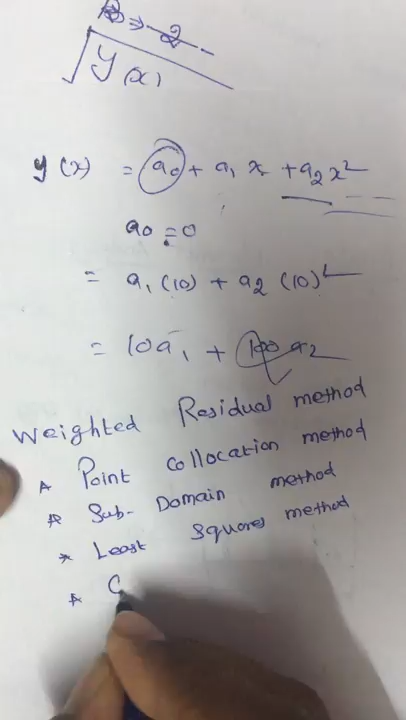 ⇒ 2 -
y(x)
y(x) = a0 + a1 x + a2 x²
a0 = 0
= a1 (10) + a2 (10)²
= 10a1 + 100 a2
Weighted Residual method
* Point collocation method
* Sub-Domain method
* Least squares method
* G